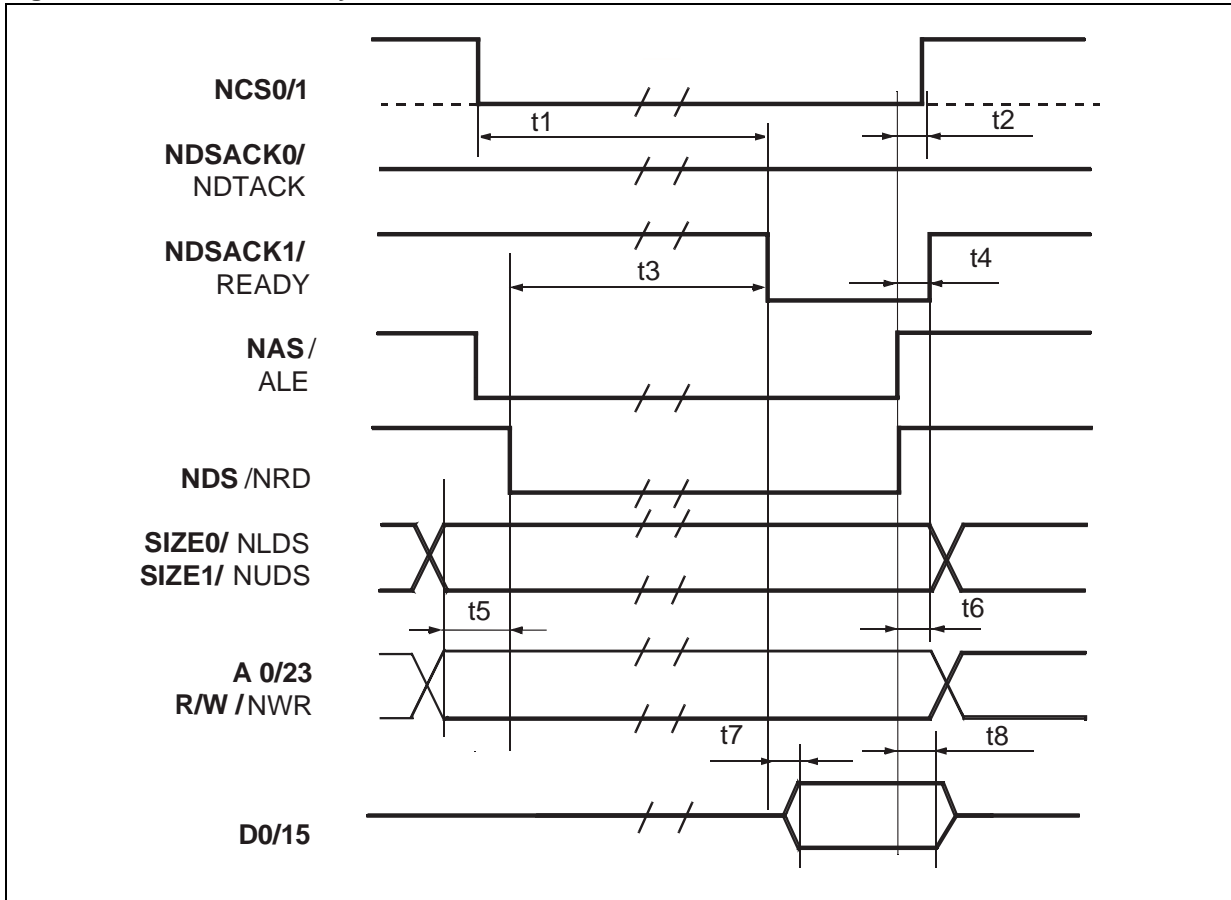 NCS0/1
t1
t2
NDSACK0/
NDTACK
NDSACK1/
READY
t3
t4
NAS /
ALE
NDS /NRD
SIZE0/ NLDS
SIZE1/ NUDS
t5
t6
A 0/23
R/W / NWR
t7
t8
D0/15